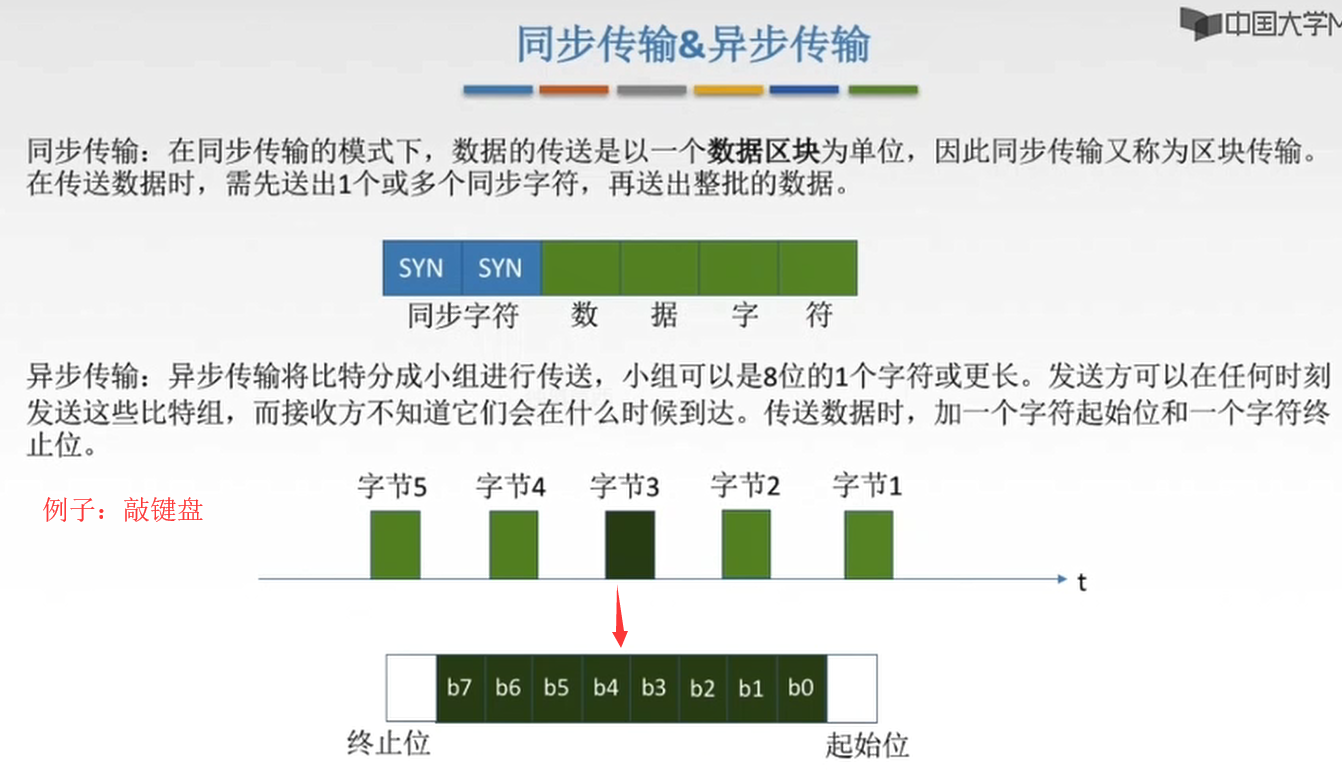 中国大学M
同步传输&异步传输
同步传输：在同步传输的模式下，数据的传送是以一个数据区块为单位，因此同步传输又称为区块传输。
在传送数据时，需先送出1个或多个同步字符，再送出整批的数据。
SYN SYN
同步字符 数 据 字 符
异步传输：异步传输将比特分成小组进行传送，小组可以是8位的1个字符或更长。发送方可以在任何时刻
发送这些比特组，而接收方不知道它们会在什么时候到达。传送数据时，加一个字符起始位和一个字符终
止位。
字节5 字节4 字节3 字节2 字节1
例子：敲键盘
t
b7 b6 b5 b4 b3 b2 b1 b0
终止位 起始位